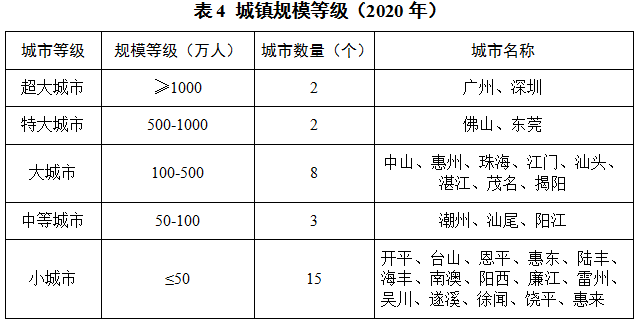 表 4 城镇规模等级（2020 年）
城市等级 规模等级（万人） 城市数量（个） 城市名称
超大城市 ⩾1000 2 广州、深圳
特大城市 500-1000 2 佛山、东莞
大城市 100-500 8 中山、惠州、珠海、江门、汕头、
湛江、茂名、揭阳
中等城市 50-100 3 潮州、汕尾、阳江
小城市 ≤50 15 开平、台山、恩平、惠东、陆丰、
海丰、南澳、阳西、廉江、雷州、
吴川、遂溪、徐闻、饶平、惠来